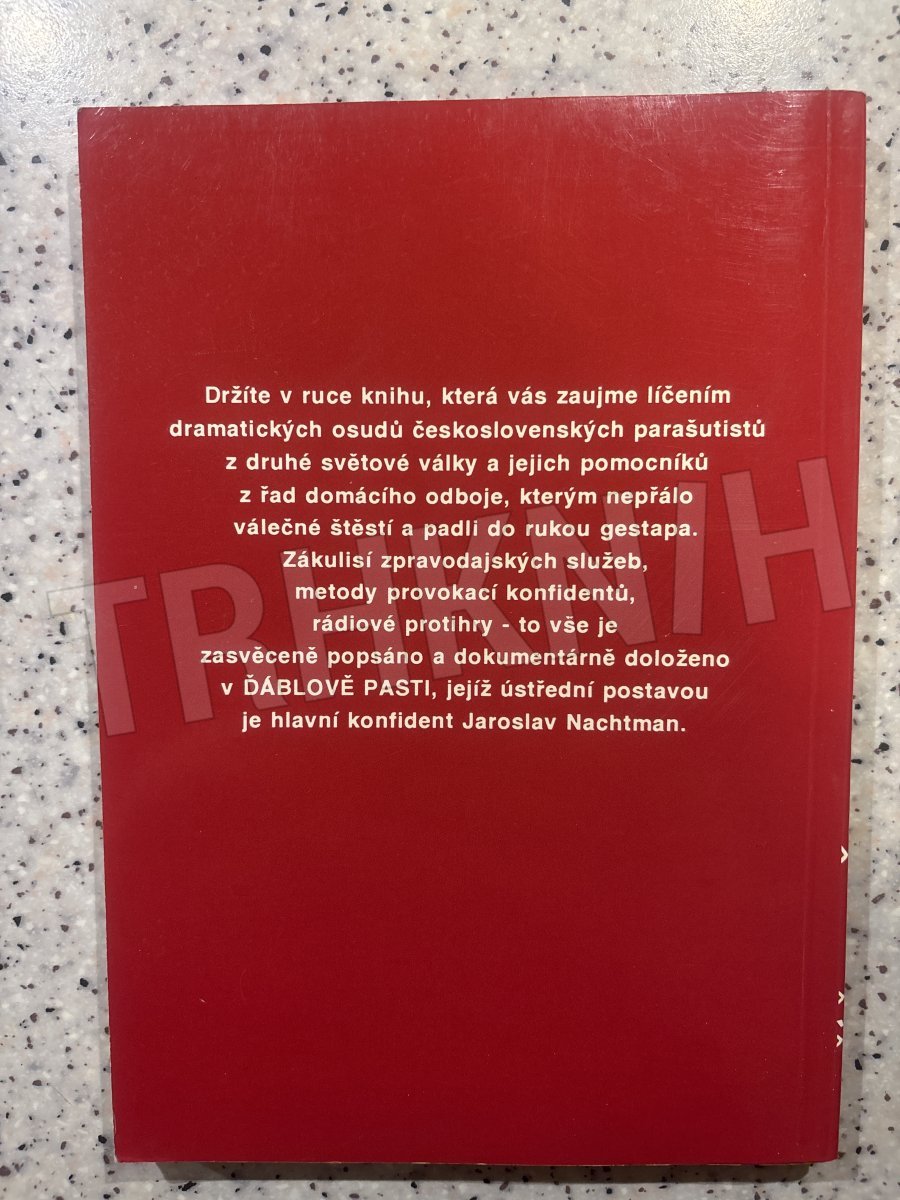 Držíte v ruce knihu, která vás zaujme líčením
dramatických osudů československých parašutistů
z druhé světové války a jejich pomocníků
z řad domácího odboje, kterým nepřálo
válečné štěstí a padli do rukou gestapa.
Zákulisí zpravodajských služeb,
metody provokací konfidentů,
rádiové protihry - to vše je
zasvěceně popsáno a dokumentárně doloženo
v ĎÁBLOVĚ PASTI, jejíž ústřední postavou
je hlavní konfident Jaroslav Nachtman.
TRHKNIH